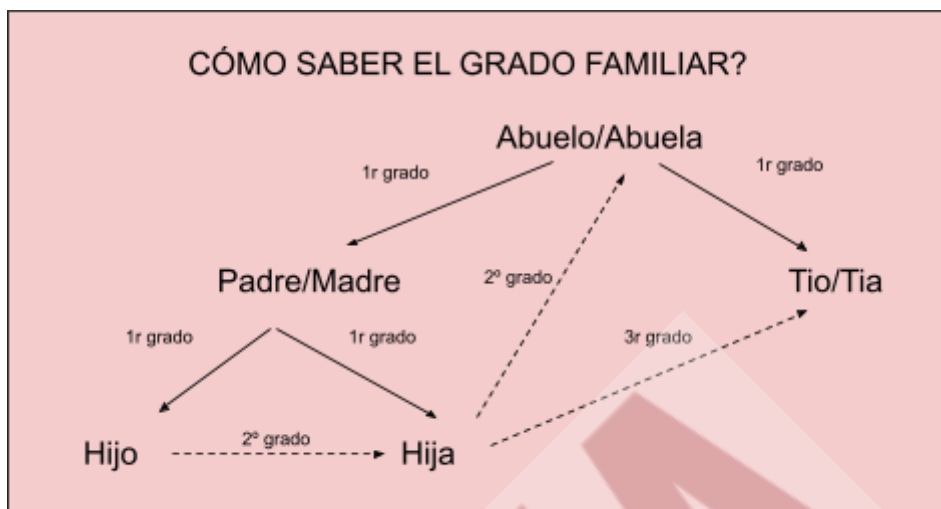 CÓMO SABER EL GRADO FAMILIAR?
Abuelo/Abuela
1r grado
1r grado
Padre/Madre
2º grado
Tio/Tia
1r grado
1r grado
3r grado
Hijo
2º grado
Hija